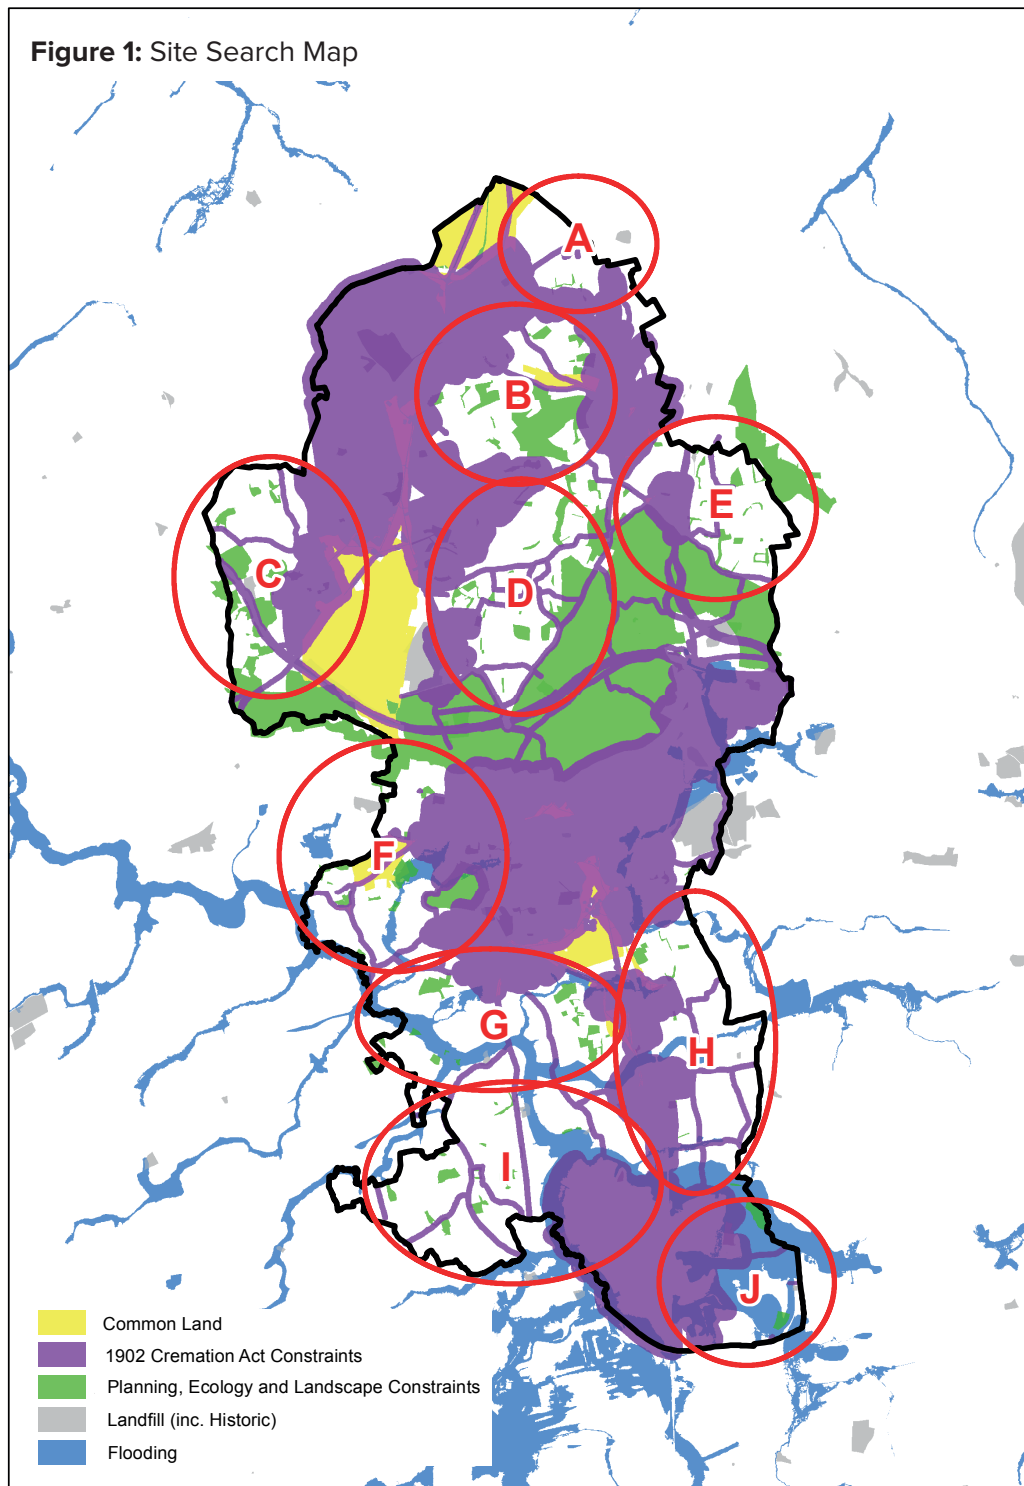 Figure 1: Site Search Map
A
B
E
C
D
F
G
H
I
J
Common Land
1902 Cremation Act Constraints
Planning, Ecology and Landscape Constraints
Landfill (inc. Historic)
Flooding